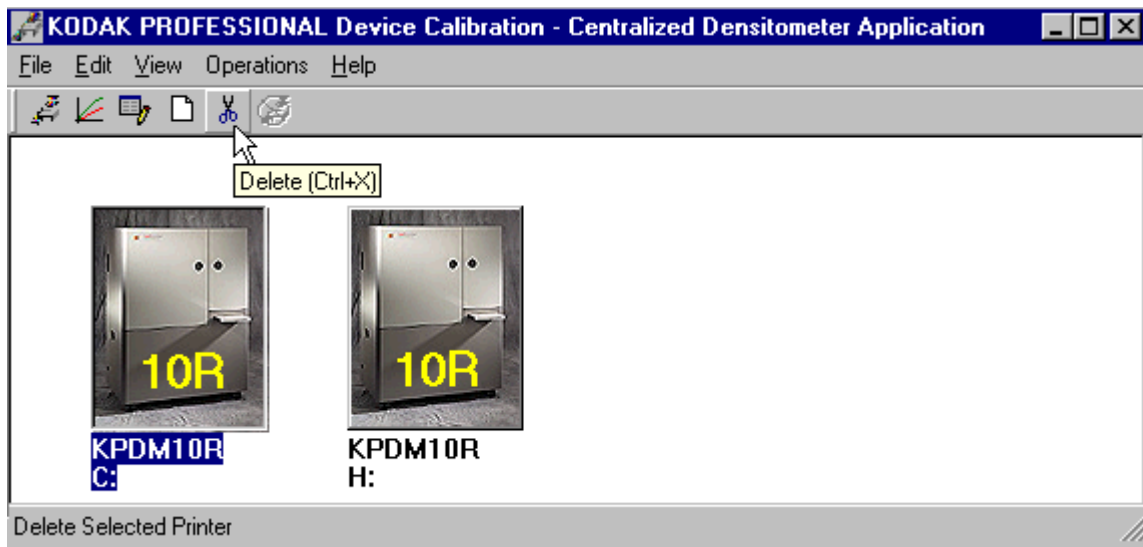 KODAK PROFESSIONAL Device Calibration - Centralized Densitometer Application
File Edit View Operations Help
Delete (Ctrl+X)
10R 10R
KPDM10R KPDM10R
C: H:
Delete Selected Printer